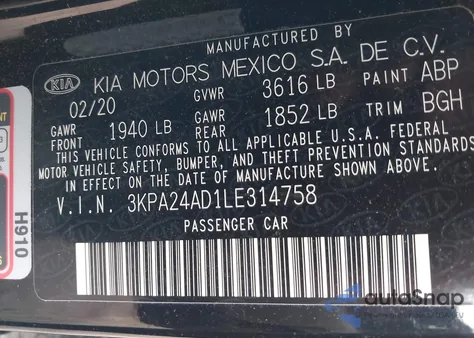 MANUFACTURED BY
KIA KIA MOTORS MEXICO S.A. DE C.V.
02/20 GVWR 3616 LB PAINT ABP
GAWR FRONT 1940 LB GAWR REAR 1852 LB TRIM BGH
THIS VEHICLE CONFORMS TO ALL APPLICABLE U.S.A. FEDERAL
MOTOR VEHICLE SAFETY, BUMPER, AND THEFT PREVENTION STANDARDS
IN EFFECT ON THE DATE OF MANUFACTURE SHOWN ABOVE.
V.I.N. 3KPA24AD1LE314758
PASSENGER CAR
H910
autoSnap